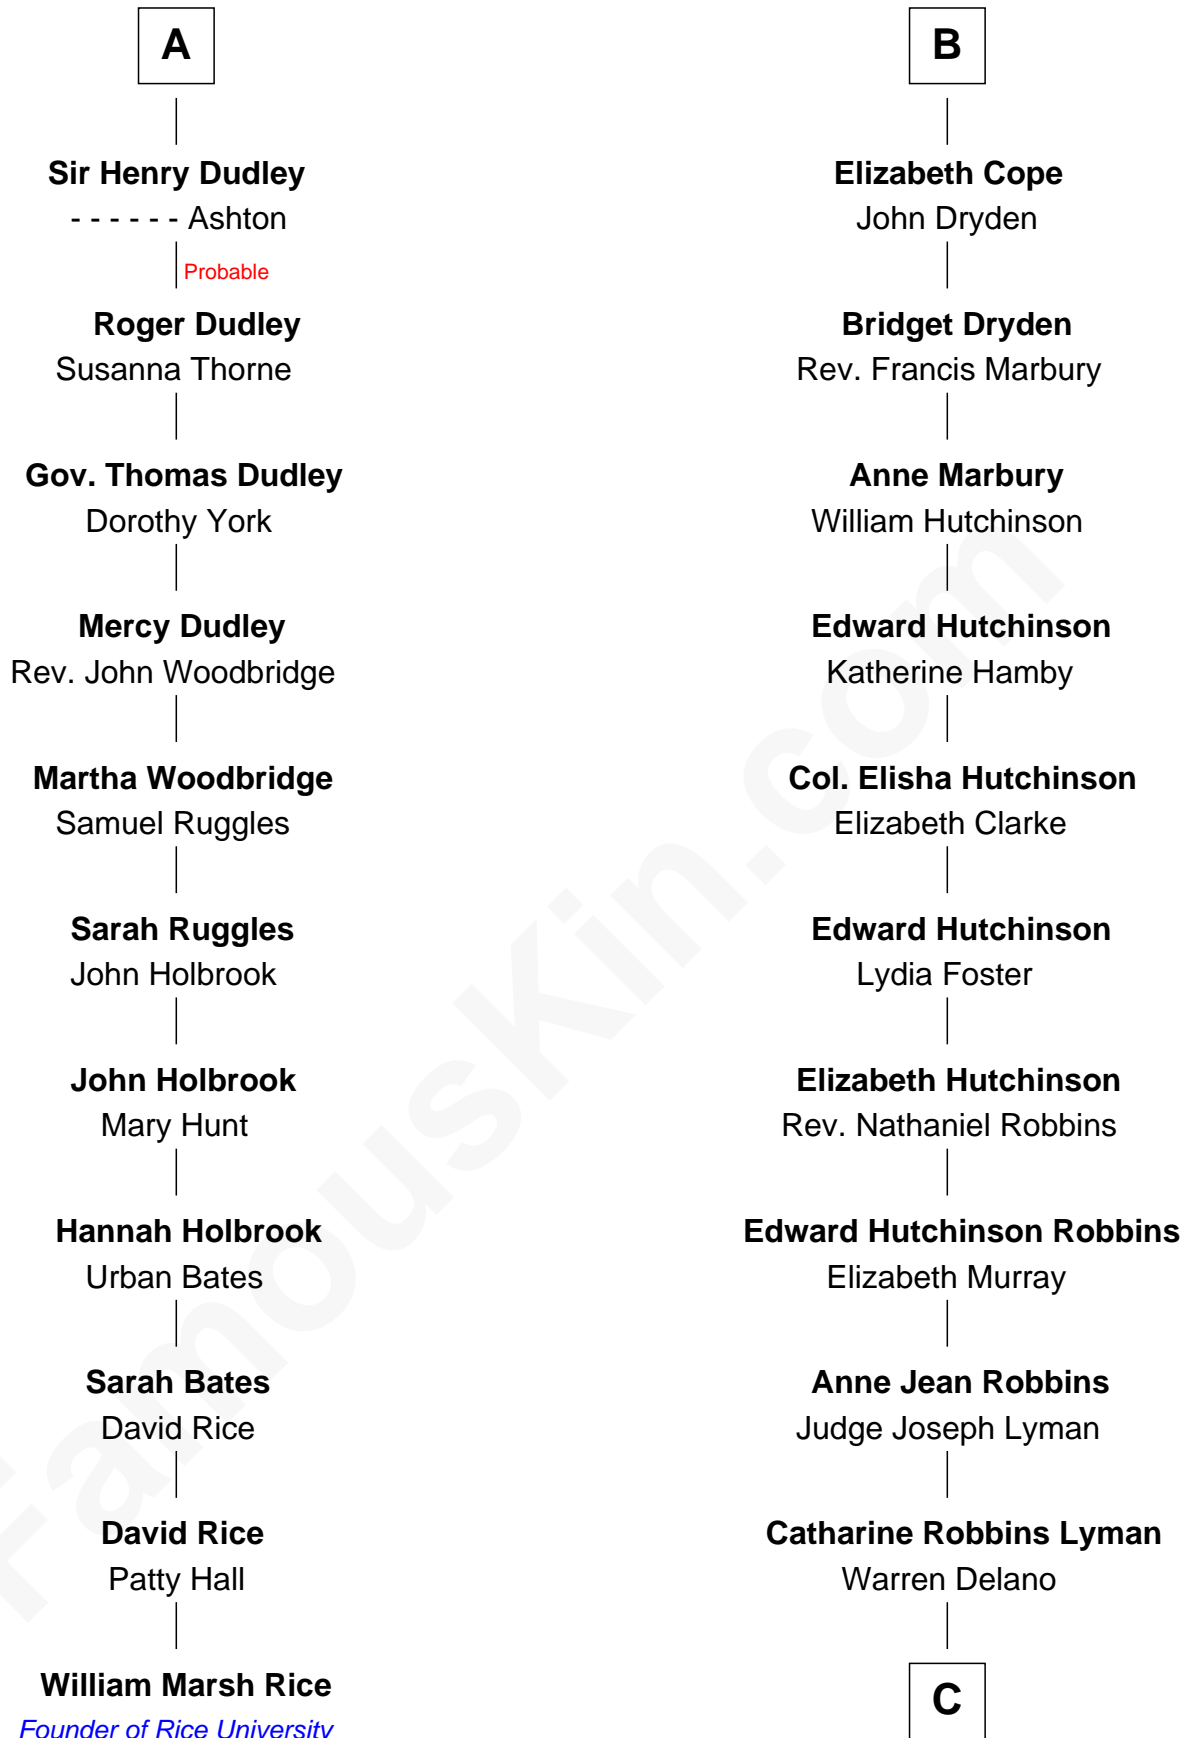 A
Sir Henry Dudley
- - - - - - Ashton
Probable
Roger Dudley
Susanna Thorne
Gov. Thomas Dudley
Dorothy York
Mercy Dudley
Rev. John Woodbridge
Martha Woodbridge
Samuel Ruggles
Sarah Ruggles
John Holbrook
John Holbrook
Mary Hunt
Hannah Holbrook
Urban Bates
Sarah Bates
David Rice
David Rice
Patty Hall
William Marsh Rice
Founder of Rice University
B
Elizabeth Cope
John Dryden
Bridget Dryden
Rev. Francis Marbury
Anne Marbury
William Hutchinson
Edward Hutchinson
Katherine Hamby
Col. Elisha Hutchinson
Elizabeth Clarke
Edward Hutchinson
Lydia Foster
Elizabeth Hutchinson
Rev. Nathaniel Robbins
Edward Hutchinson Robbins
Elizabeth Murray
Anne Jean Robbins
Judge Joseph Lyman
Catharine Robbins Lyman
Warren Delano
C
FamousKin.com